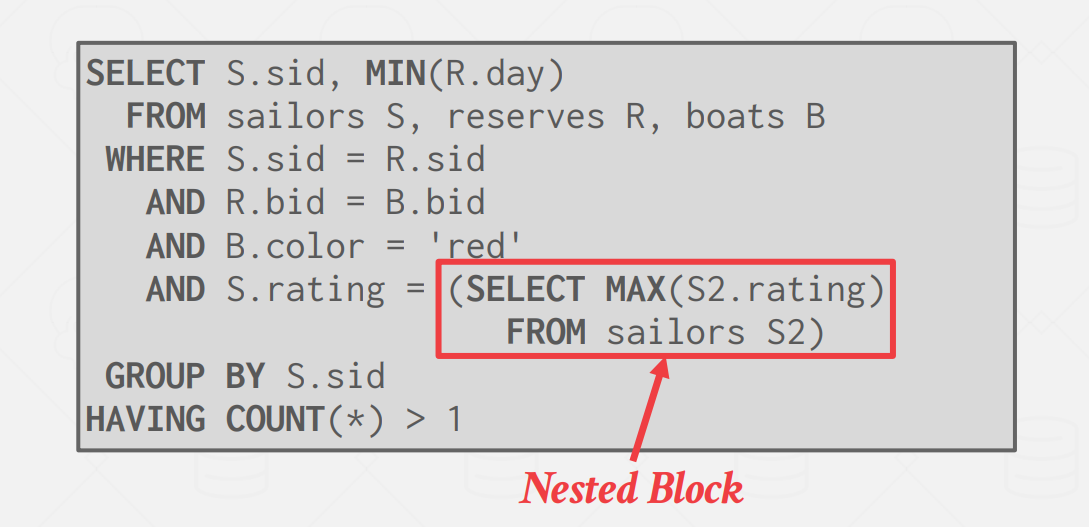 SELECT S.sid, MIN(R.day)
FROM sailors S, reserves R, boats B
WHERE S.sid = R.sid
AND R.bid = B.bid
AND B.color = 'red'
AND S.rating = (SELECT MAX(S2.rating)
FROM sailors S2)
GROUP BY S.sid
HAVING COUNT(*) > 1
Nested Block